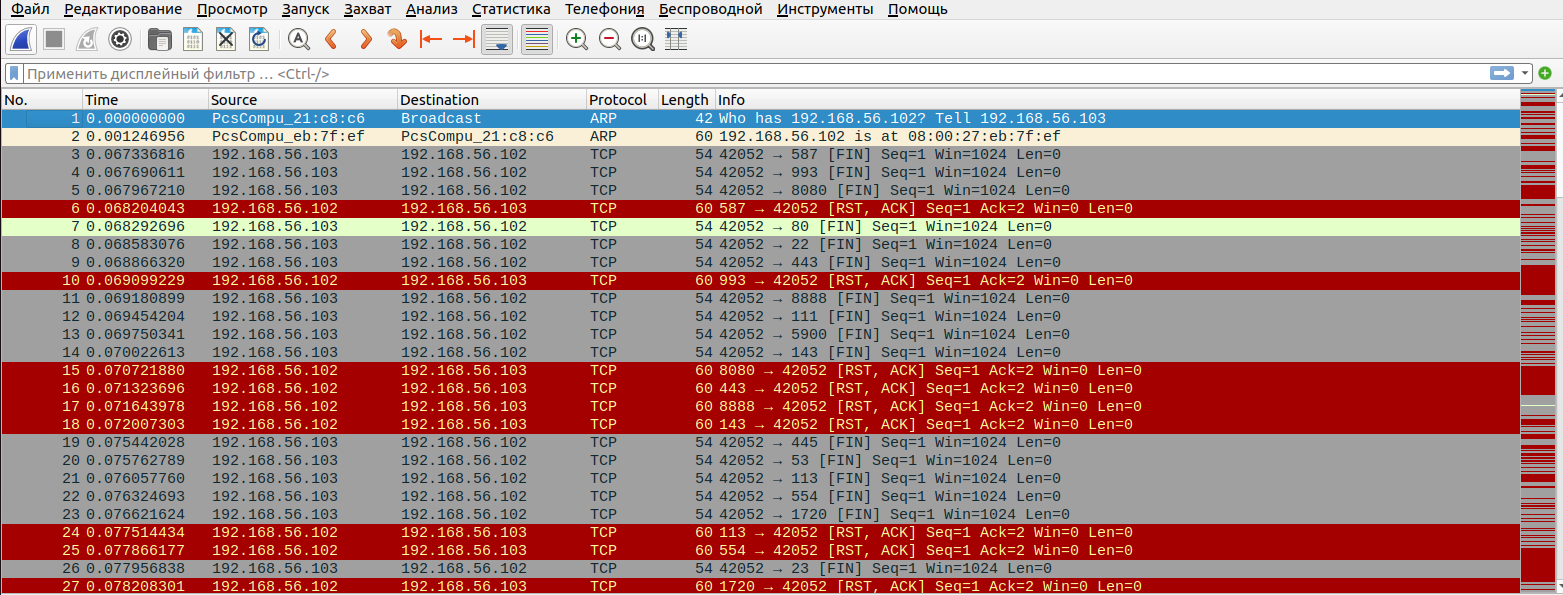 Файл Редактирование Просмотр Запуск Захват Анализ Статистика Телефония Беспроводной Инструменты Помощь
Применить дисплейный фильтр … <Ctrl-/>
No. Time Source Destination Protocol Length Info
1 0.000000000 PcsCompu_21:c8:c6 Broadcast ARP 42 Who has 192.168.56.102? Tell 192.168.56.103
2 0.001246956 PcsCompu_eb:7f:ef PcsCompu_21:c8:c6 ARP 60 192.168.56.102 is at 08:00:27:eb:7f:ef
3 0.067336816 192.168.56.103 192.168.56.102 TCP 54 42052 → 587 [FIN] Seq=1 Win=1024 Len=0
4 0.067690611 192.168.56.103 192.168.56.102 TCP 54 42052 → 993 [FIN] Seq=1 Win=1024 Len=0
5 0.067967210 192.168.56.103 192.168.56.102 TCP 54 42052 → 8080 [FIN] Seq=1 Win=1024 Len=0
6 0.068204043 192.168.56.102 192.168.56.103 TCP 60 587 → 42052 [RST, ACK] Seq=1 Ack=2 Win=0 Len=0
7 0.068292696 192.168.56.103 192.168.56.102 TCP 54 42052 → 80 [FIN] Seq=1 Win=1024 Len=0
8 0.068583076 192.168.56.103 192.168.56.102 TCP 54 42052 → 22 [FIN] Seq=1 Win=1024 Len=0
9 0.068866320 192.168.56.103 192.168.56.102 TCP 54 42052 → 443 [FIN] Seq=1 Win=1024 Len=0
10 0.069099229 192.168.56.102 192.168.56.103 TCP 60 993 → 42052 [RST, ACK] Seq=1 Ack=2 Win=0 Len=0
11 0.069180899 192.168.56.103 192.168.56.102 TCP 54 42052 → 8888 [FIN] Seq=1 Win=1024 Len=0
12 0.069454204 192.168.56.103 192.168.56.102 TCP 54 42052 → 111 [FIN] Seq=1 Win=1024 Len=0
13 0.069750341 192.168.56.103 192.168.56.102 TCP 54 42052 → 5900 [FIN] Seq=1 Win=1024 Len=0
14 0.070022613 192.168.56.103 192.168.56.102 TCP 54 42052 → 143 [FIN] Seq=1 Win=1024 Len=0
15 0.070721880 192.168.56.102 192.168.56.103 TCP 60 8080 → 42052 [RST, ACK] Seq=1 Ack=2 Win=0 Len=0
16 0.071323696 192.168.56.102 192.168.56.103 TCP 60 443 → 42052 [RST, ACK] Seq=1 Ack=2 Win=0 Len=0
17 0.071643978 192.168.56.102 192.168.56.103 TCP 60 8888 → 42052 [RST, ACK] Seq=1 Ack=2 Win=0 Len=0
18 0.072007303 192.168.56.102 192.168.56.103 TCP 60 143 → 42052 [RST, ACK] Seq=1 Ack=2 Win=0 Len=0
19 0.075442028 192.168.56.103 192.168.56.102 TCP 54 42052 → 445 [FIN] Seq=1 Win=1024 Len=0
20 0.075762789 192.168.56.103 192.168.56.102 TCP 54 42052 → 53 [FIN] Seq=1 Win=1024 Len=0
21 0.076057760 192.168.56.103 192.168.56.102 TCP 54 42052 → 113 [FIN] Seq=1 Win=1024 Len=0
22 0.076324693 192.168.56.103 192.168.56.102 TCP 54 42052 → 554 [FIN] Seq=1 Win=1024 Len=0
23 0.076621624 192.168.56.103 192.168.56.102 TCP 54 42052 → 1720 [FIN] Seq=1 Win=1024 Len=0
24 0.077514434 192.168.56.102 192.168.56.103 TCP 60 113 → 42052 [RST, ACK] Seq=1 Ack=2 Win=0 Len=0
25 0.077866177 192.168.56.102 192.168.56.103 TCP 60 554 → 42052 [RST, ACK] Seq=1 Ack=2 Win=0 Len=0
26 0.077956838 192.168.56.103 192.168.56.102 TCP 54 42052 → 23 [FIN] Seq=1 Win=1024 Len=0
27 0.078208301 192.168.56.102 192.168.56.103 TCP 60 1720 → 42052 [RST, ACK] Seq=1 Ack=2 Win=0 Len=0